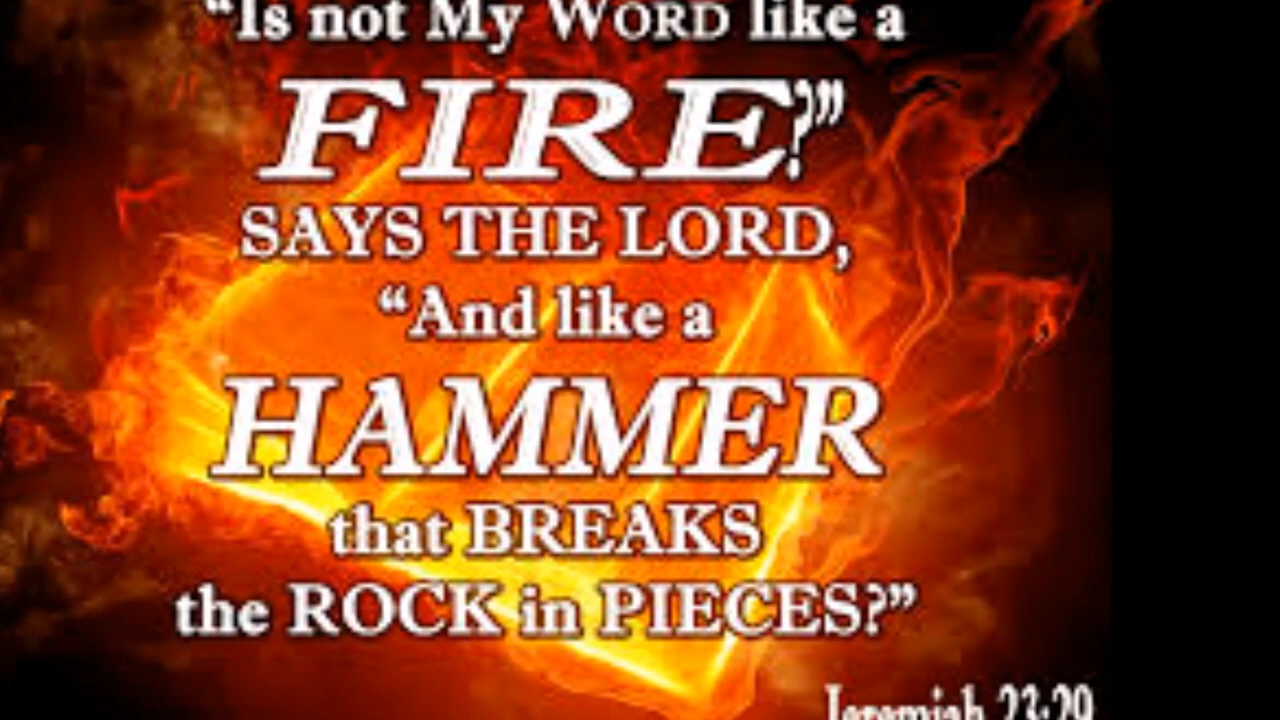 “Is not My WORD like a
FIRE?”
SAYS THE LORD,
“And like a
HAMMER
that BREAKS
the ROCK in PIECES?”
Jeremiah 23:29